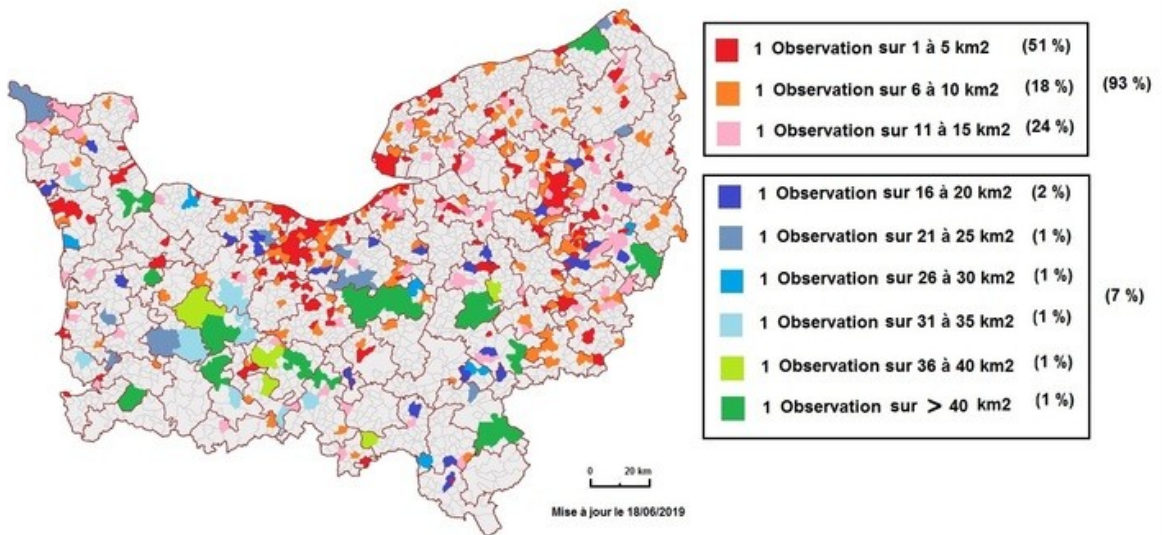 1 Observation sur 1 à 5 km2 (51 %)
1 Observation sur 6 à 10 km2 (18 %)
(93 %)
1 Observation sur 11 à 15 km2 (24 %)
1 Observation sur 16 à 20 km2 (2 %)
1 Observation sur 21 à 25 km2 (1 %)
1 Observation sur 26 à 30 km2 (1 %)
(7 %)
1 Observation sur 31 à 35 km2 (1 %)
1 Observation sur 36 à 40 km2 (1 %)
1 Observation sur > 40 km2 (1 %)
0 20 km
Mise à jour le 18/06/2019